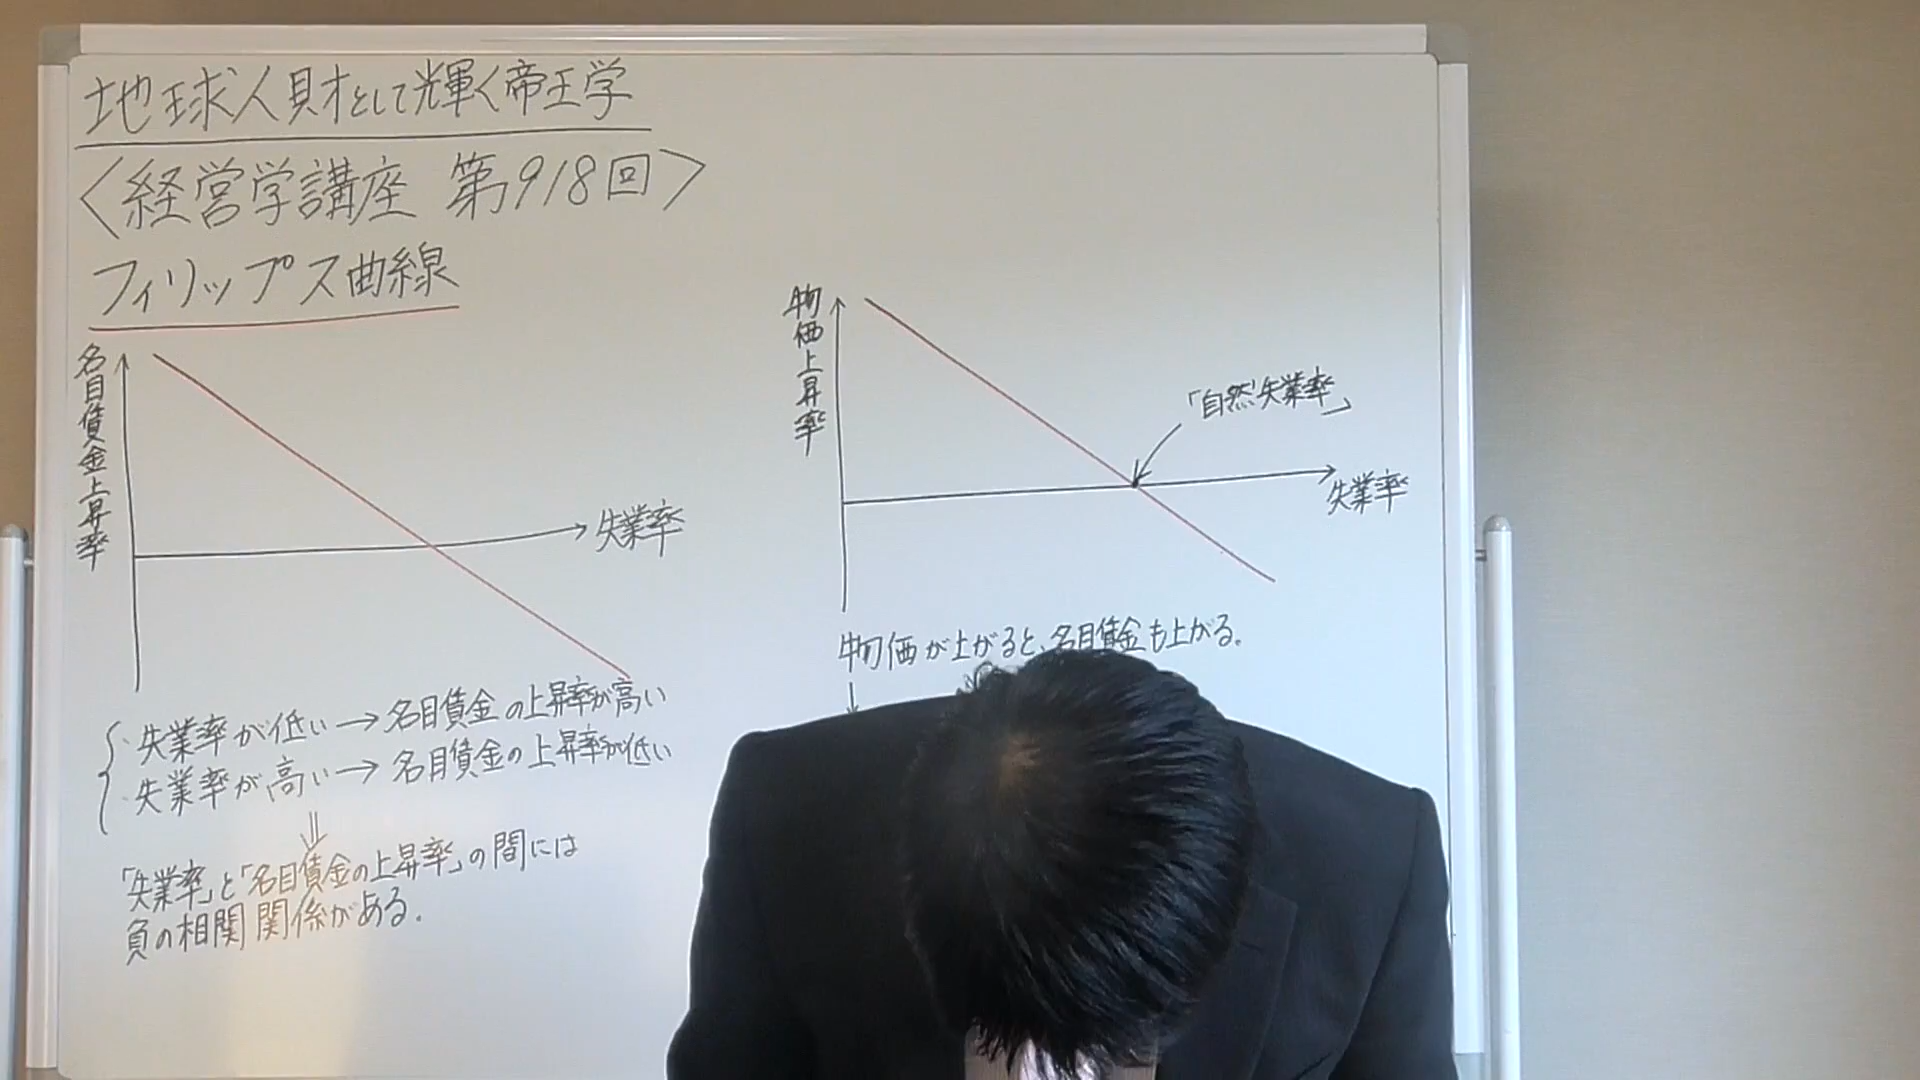 地球人財として輝く帝王学
〈経営学講座 第918回〉
フィリップス曲線
名目賃金上昇率
失業率
失業率が低い→名目賃金の上昇率が高い
失業率が高い→名目賃金の上昇率が低い
「失業率」と「名目賃金の上昇率」の間には
負の相関関係がある.
物価上昇率
「自然失業率」
失業率
物価が上がると、名目賃金も上がる。